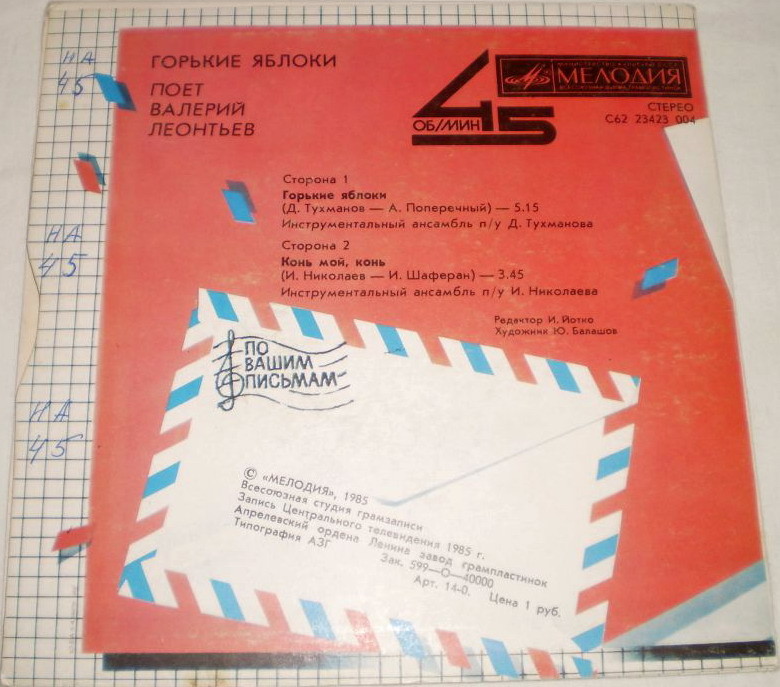 ГОРЬКИЕ ЯБЛОКИ
ПОЕТ
ВАЛЕРИЙ
ЛЕОНТЬЕВ
45
ОБ/МИН
МЕЛОДИЯ
СТЕРЕО
С62 23423 004
НА
45
НА
45
НА
45
Сторона 1
Горькие яблоки
(Д. Тухманов — А. Поперечный) — 5.15
Инструментальный ансамбль п/у Д. Тухманова
Сторона 2
Конь мой, конь
(И. Николаев — И. Шаферан) — 3.45
Инструментальный ансамбль п/у И. Николаева
Редактор И. Йотко
Художник Ю. Балашов
ПО
ВАШИМ
ПИСЬМАМ
© «МЕЛОДИЯ», 1985
Всесоюзная студия грамзаписи
Запись Центрального телевидения 1985 г.
Апрелевский ордена Ленина завод грампластинок
Типография АЗГ Зак. 599—О—40000
Арт. 14-0. Цена 1 руб.